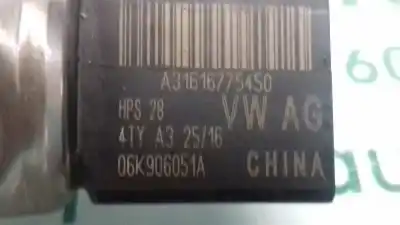 A31616775450
HPS 28 VW AG
4TY A3 25/16
06K906051A CHINA